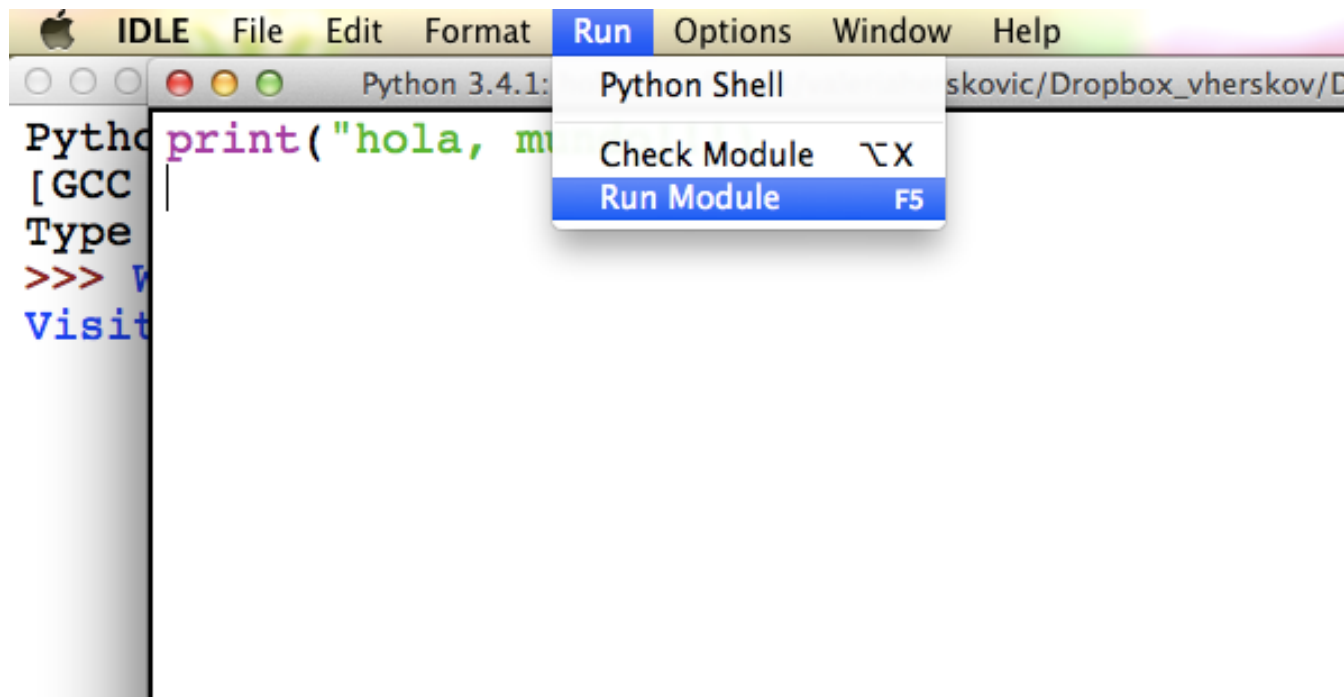 IDLE File Edit Format Run Options Window Help
Python 3.4.1: skovic/Dropbox_vherskov/D
Python Shell
Check Module ⌥X
Run Module F5
print("hola,
Pytho
[GCC
Type
>>>
Visit